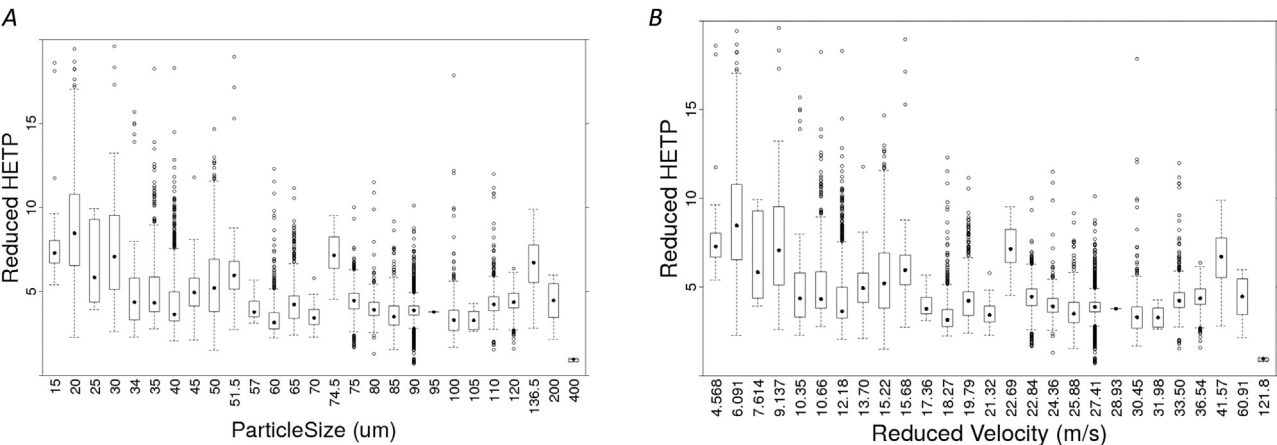 A
Reduced HETP
15
10
5
15 20 25 30 34 35 40 45 50 51.5 57 60 65 70 74.5 75 80 85 90 95 100 105 110 120 136.5 200 400
ParticleSize (um)
B
Reduced HETP
15
10
5
4.568 6.091 7.614 9.137 10.35 10.66 12.18 13.70 15.22 15.68 17.36 18.27 19.79 21.32 22.69 22.84 24.36 25.88 27.41 28.93 30.45 31.98 33.50 36.54 41.57 60.91 121.8
Reduced Velocity (m/s)